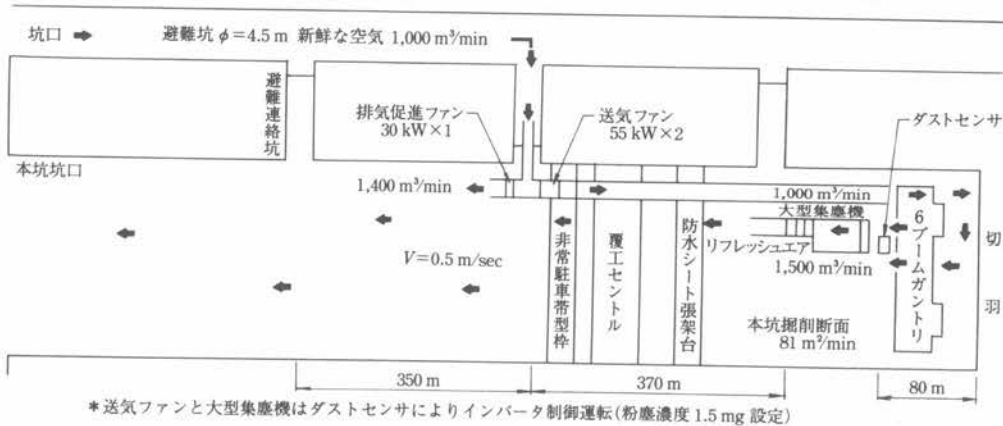 坑口
避難坑 φ=4.5 m 新鮮な空気 1,000 m³/min
避難連絡坑
排気促進ファン
30 kW×1
送気ファン
55 kW×2
ダストセンサ
本坑坑口
1,400 m³/min
1,000 m³/min
大型集塵機
リフレッシュエア
1,500 m³/min
V=0.5 m/sec
非常駐車帯型枠
覆工セントル
防水シート張架台
6ブームガントリ
切羽
本坑掘削断面
81 m²/min
350 m
370 m
80 m
*送気ファンと大型集塵機はダストセンサによりインバータ制御運転(粉塵濃度 1.5 mg 設定)